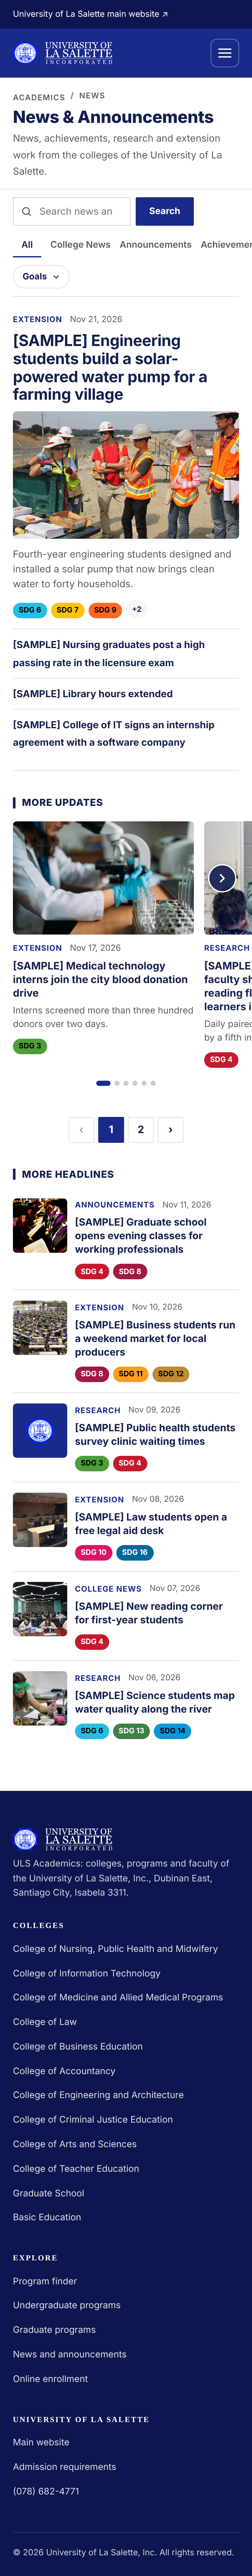 University of La Salette main website ↗
UNIVERSITY OF
LA SALETTE
INCORPORATED
ACADEMICS / NEWS
News & Announcements
News, achievements, research and extension
work from the colleges of the University of La
Salette.
Search news an
Search
All College News Announcements Achievemen
Goals
EXTENSION Nov 21, 2026
[SAMPLE] Engineering
students build a solar-
powered water pump for a
farming village
Fourth-year engineering students designed and
installed a solar pump that now brings clean
water to forty households.
SDG 6 SDG 7 SDG 9 +2
[SAMPLE] Nursing graduates post a high
passing rate in the licensure exam
[SAMPLE] Library hours extended
[SAMPLE] College of IT signs an internship
agreement with a software company
MORE UPDATES
EXTENSION Nov 17, 2026
[SAMPLE] Medical technology
interns join the city blood donation
drive
Interns screened more than three hundred
donors over two days.
SDG 3
RESEARCH
[SAMPLE]
faculty sh
reading fl
learners i
Daily paired
by a fifth in
SDG 4
‹ 1 2 ›
MORE HEADLINES
ANNOUNCEMENTS Nov 11, 2026
[SAMPLE] Graduate school
opens evening classes for
working professionals
SDG 4 SDG 8
EXTENSION Nov 10, 2026
[SAMPLE] Business students run
a weekend market for local
producers
SDG 8 SDG 11 SDG 12
RESEARCH Nov 09, 2026
[SAMPLE] Public health students
survey clinic waiting times
SDG 3 SDG 4
EXTENSION Nov 08, 2026
[SAMPLE] Law students open a
free legal aid desk
SDG 10 SDG 16
COLLEGE NEWS Nov 07, 2026
[SAMPLE] New reading corner
for first-year students
SDG 4
RESEARCH Nov 06, 2026
[SAMPLE] Science students map
water quality along the river
SDG 6 SDG 13 SDG 14
UNIVERSITY OF
LA SALETTE
INCORPORATED
ULS Academics: colleges, programs and faculty of
the University of La Salette, Inc., Dubinan East,
Santiago City, Isabela 3311.
COLLEGES
College of Nursing, Public Health and Midwifery
College of Information Technology
College of Medicine and Allied Medical Programs
College of Law
College of Business Education
College of Accountancy
College of Engineering and Architecture
College of Criminal Justice Education
College of Arts and Sciences
College of Teacher Education
Graduate School
Basic Education
EXPLORE
Program finder
Undergraduate programs
Graduate programs
News and announcements
Online enrollment
UNIVERSITY OF LA SALETTE
Main website
Admission requirements
(078) 682-4771
© 2026 University of La Salette, Inc. All rights reserved.